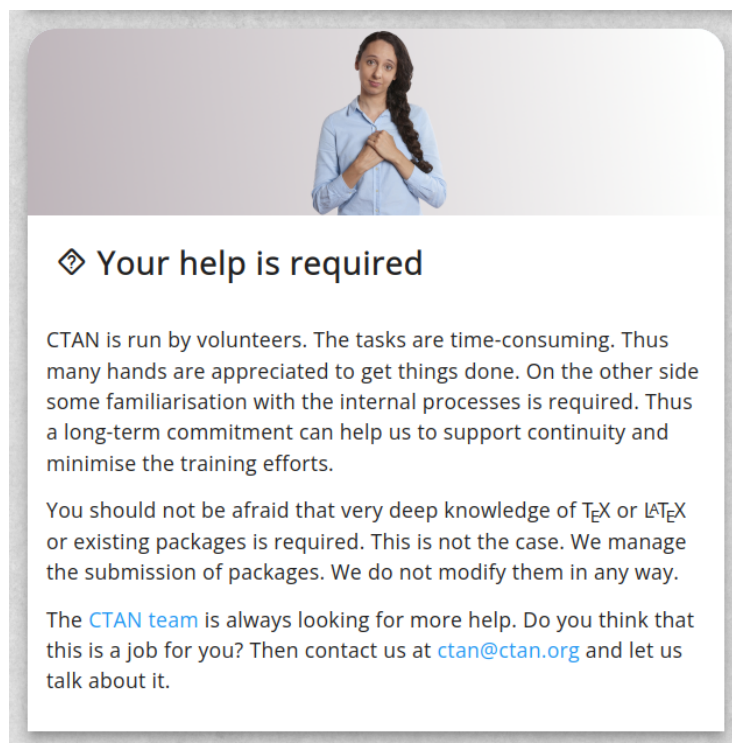 Your help is required
CTAN is run by volunteers. The tasks are time-consuming. Thus
many hands are appreciated to get things done. On the other side
some familiarisation with the internal processes is required. Thus
a long-term commitment can help us to support continuity and
minimise the training efforts.
You should not be afraid that very deep knowledge of TEX or LATEX
or existing packages is required. This is not the case. We manage
the submission of packages. We do not modify them in any way.
The CTAN team is always looking for more help. Do you think that
this is a job for you? Then contact us at ctan@ctan.org and let us
talk about it.